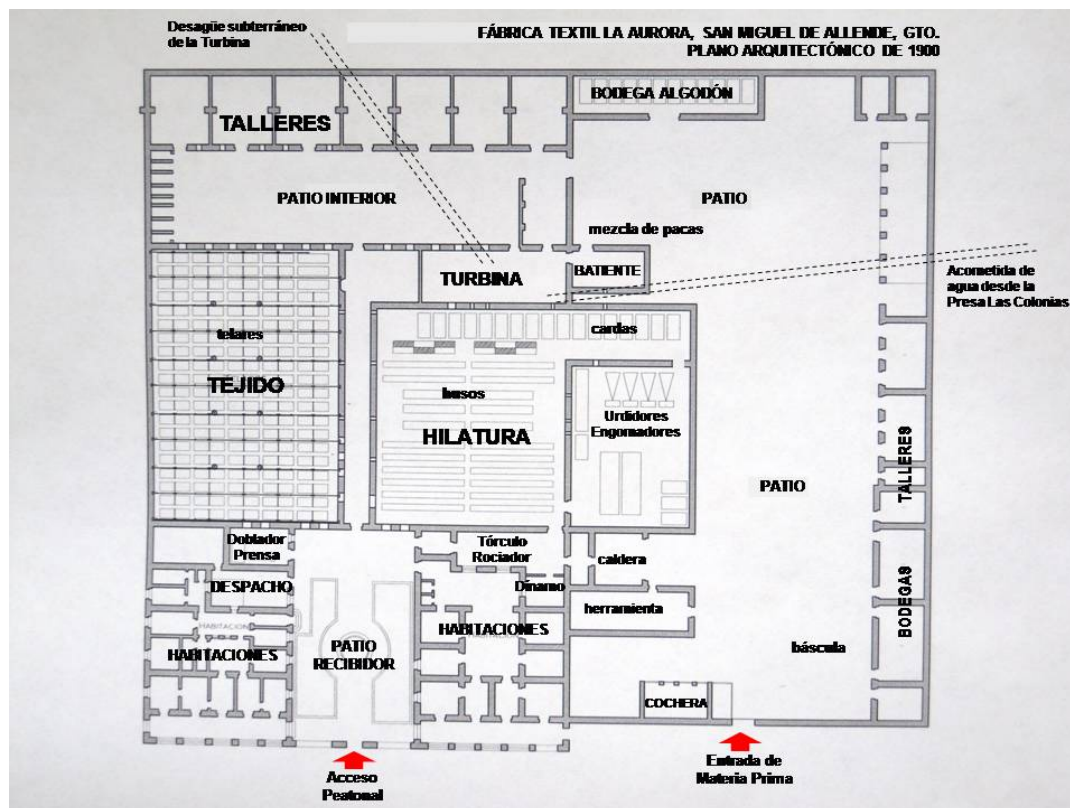 Desagüe subterráneo
de la Turbina
FÁBRICA TEXTIL LA AURORA, SAN MIGUEL DE ALLENDE, GTO.
PLANO ARQUITECTÓNICO DE 1900
BODEGA ALGODÓN
TALLERES
PATIO INTERIOR
PATIO
mezcla de pacas
TURBINA
BATIENTE
Acometida de
agua desde la
Presa Las Colonias
telares
cardas
TEJIDO
husos
HILATURA
Urdidores
Engomadores
TALLERES
PATIO
Doblador
Prensa
Tórculo
Rociador
caldera
DESPACHO
Dinamo
BODEGAS
herramienta
HABITACIONES
HABITACIONES
PATIO
RECIBIDOR
báscula
COCHERA
Acceso
Peatonal
Entrada de
Materia Prima